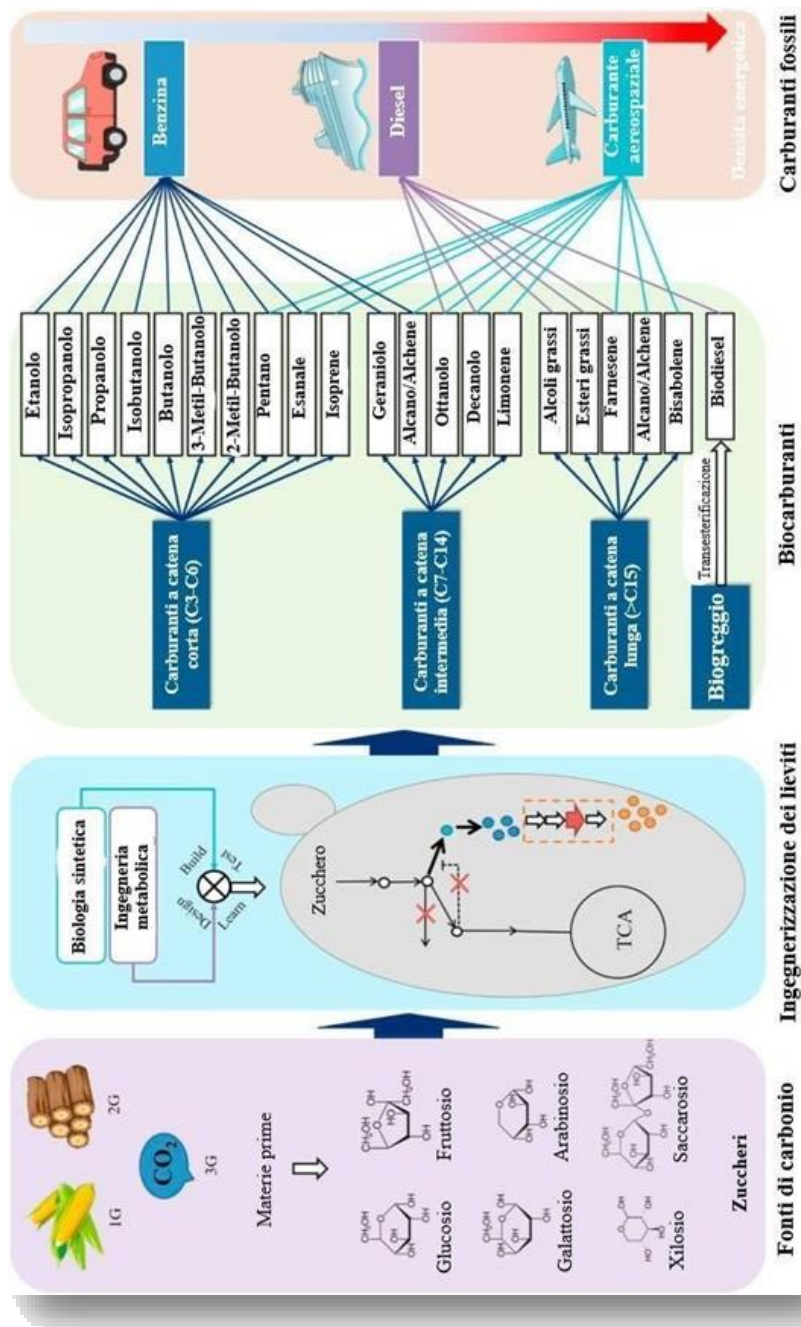 1G
2G
CO₂
3G
Materie prime
Glucosio
Fruttosio
Galattosio
Arabinosio
Xilosio
Saccarosio
Zuccheri
Fonti di carbonio
Biologia sintetica
Ingegneria
metabolica
Design
Build
Learn
Test
Zucchero
TCA
Ingegnerizzazione dei lieviti
Carburanti a catena
corta (C3-C6)
Carburanti a catena
intermedia (C7-C14)
Carburanti a catena
lunga (>C15)
Biogreggio
Transesterificazione
Etanolo
Isopropanolo
Propanolo
Isobutanolo
Butanolo
3-Metil-Butanolo
2-Metil-Butanolo
Pentano
Esanale
Isoprene
Geraniolo
Alcano/Alchene
Ottanolo
Decanolo
Limonene
Alcoli grassi
Esteri grassi
Farnesene
Alcano/Alchene
Bisabolene
Biodiesel
Biocarburanti
Benzina
Diesel
Carburante
aereospaziale
Densità energetica
Carburanti fossili